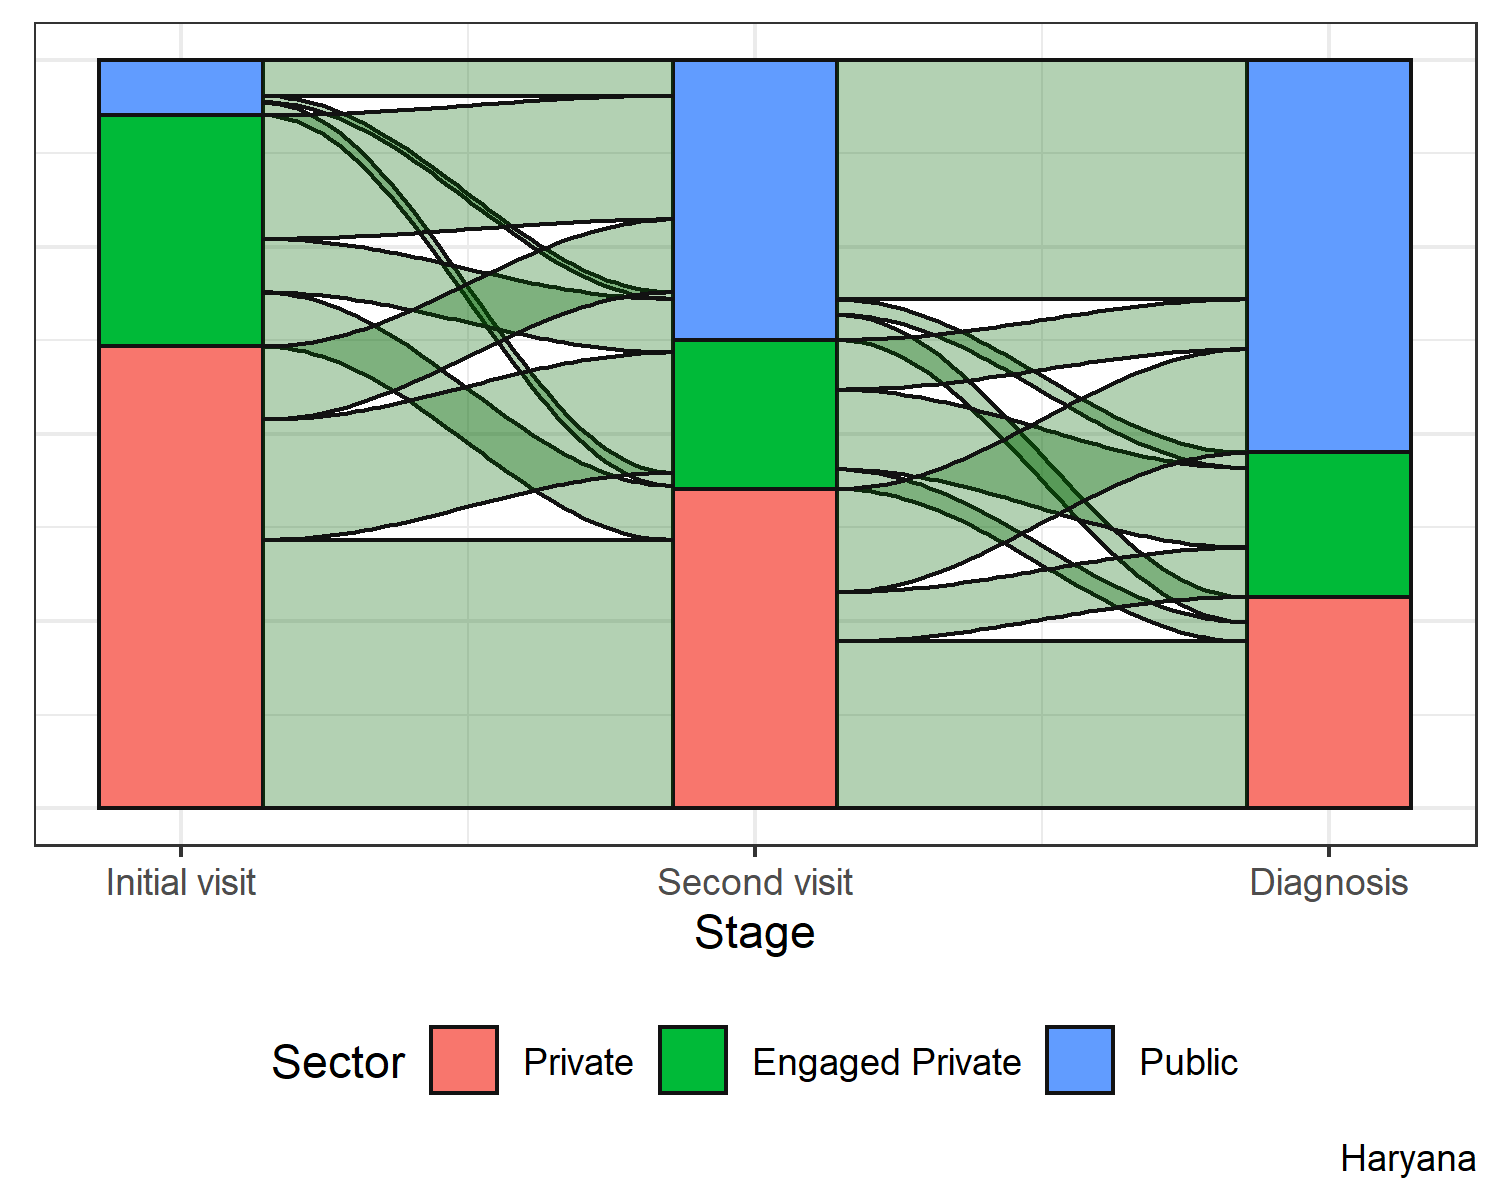 Initial visit Second visit Diagnosis
Stage
Sector Private Engaged Private Public
Haryana